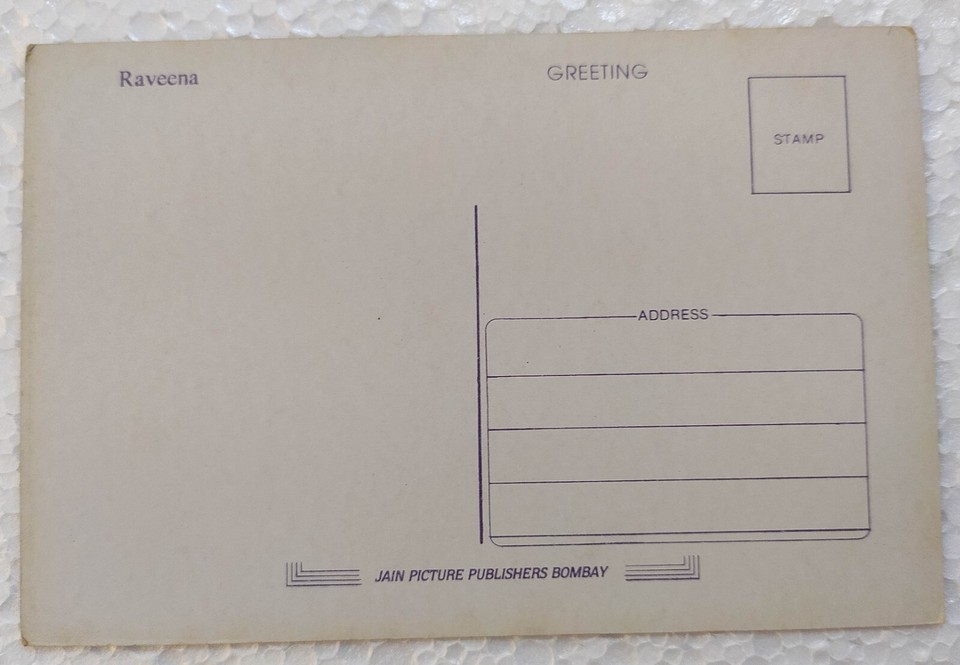 Raveena
GREETING
STAMP
ADDRESS
JAIN PICTURE PUBLISHERS BOMBAY